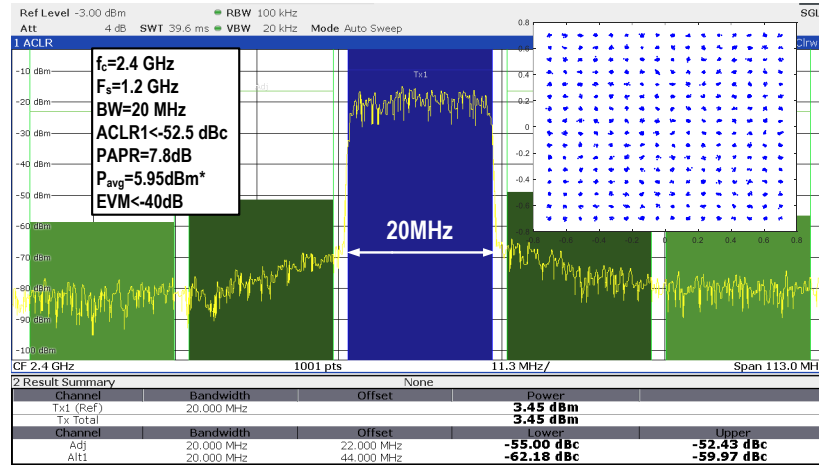 Ref Level -3.00 dBm RBW 100 kHz SGL
Att 4 dB SWT 39.6 ms VBW 20 kHz Mode Auto Sweep
1 ACLR Clrw
fc=2.4 GHz
Fs=1.2 GHz
BW=20 MHz
ACLR1<-52.5 dBc
PAPR=7.8dB
Pavg=5.95dBm*
EVM<-40dB
Tx1
-10 dBm
-20 dBm
-30 dBm
-40 dBm
-50 dBm
-60 dBm
-70 dBm
-80 dBm
-90 dBm
-100 dBm
20MHz
0.8
0.6
0.4
0.2
0
-0.2
-0.4
-0.6
-0.8
-0.8 -0.6 -0.4 -0.2 0 0.2 0.4 0.6 0.8
CF 2.4 GHz 1001 pts 11.3 MHz/ Span 113.0 MH
2 Result Summary None
Channel Bandwidth Offset Power
Tx1 (Ref) 20.000 MHz 3.45 dBm
Tx Total 3.45 dBm
Channel Bandwidth Offset Lower Upper
Adj 20.000 MHz 22.000 MHz -55.00 dBc -52.43 dBc
Alt1 20.000 MHz 44.000 MHz -62.18 dBc -59.97 dBc